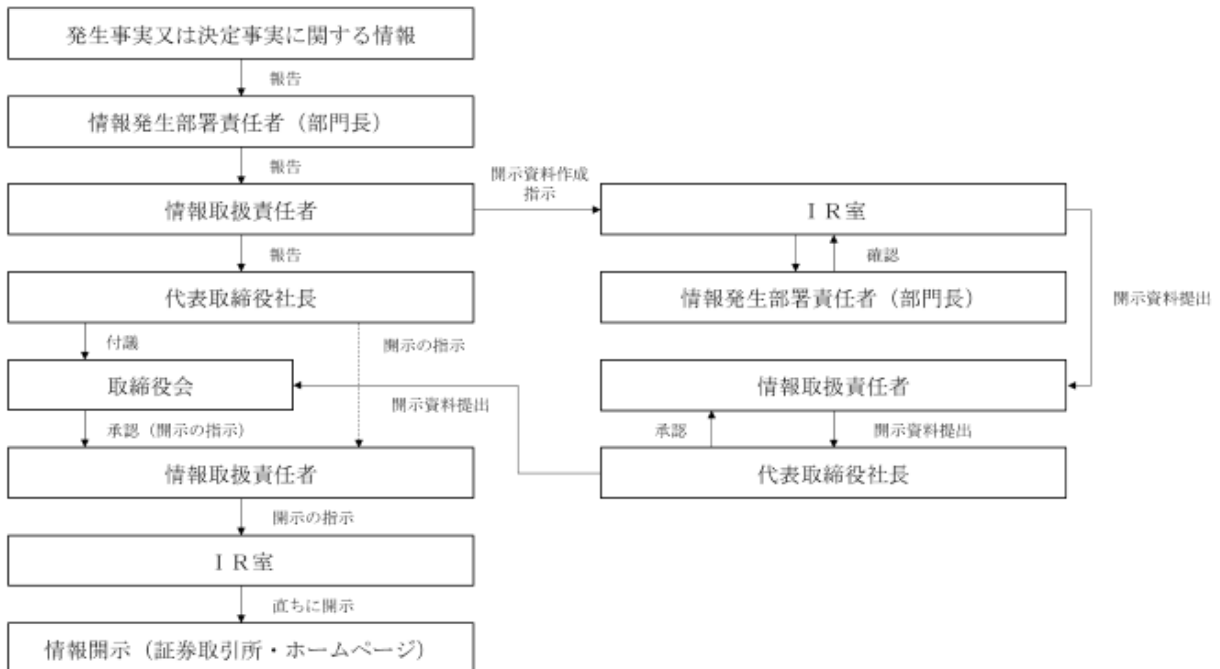 発生事実又は決定事実に関する情報
報告
情報発生部署責任者（部門長）
報告
情報取扱責任者
開示資料作成
指示
ＩＲ室
報告
確認
代表取締役社長
情報発生部署責任者（部門長）
開示資料提出
付議
開示の指示
取締役会
情報取扱責任者
開示資料提出
承認（開示の指示）
承認
開示資料提出
情報取扱責任者
代表取締役社長
開示の指示
ＩＲ室
直ちに開示
情報開示（証券取引所・ホームページ）